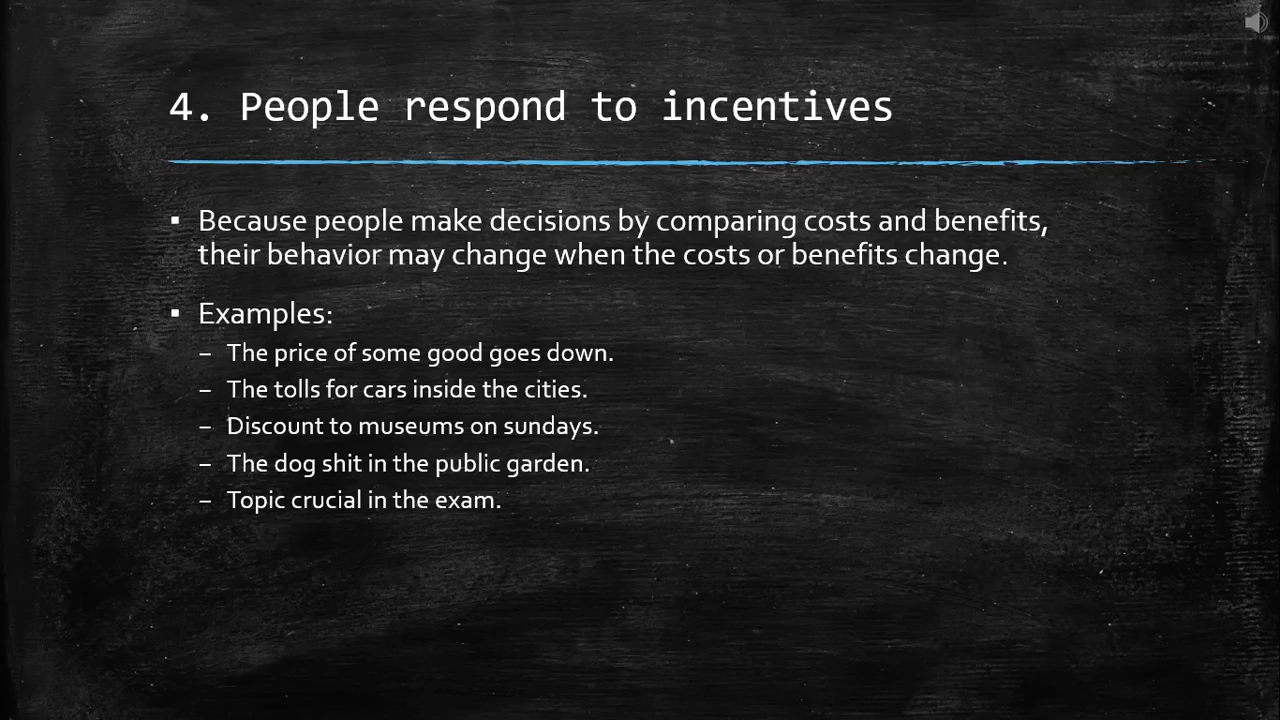 4. People respond to incentives
▪ Because people make decisions by comparing costs and benefits,
their behavior may change when the costs or benefits change.
▪ Examples:
– The price of some good goes down.
– The tolls for cars inside the cities.
– Discount to museums on sundays.
– The dog shit in the public garden.
– Topic crucial in the exam.